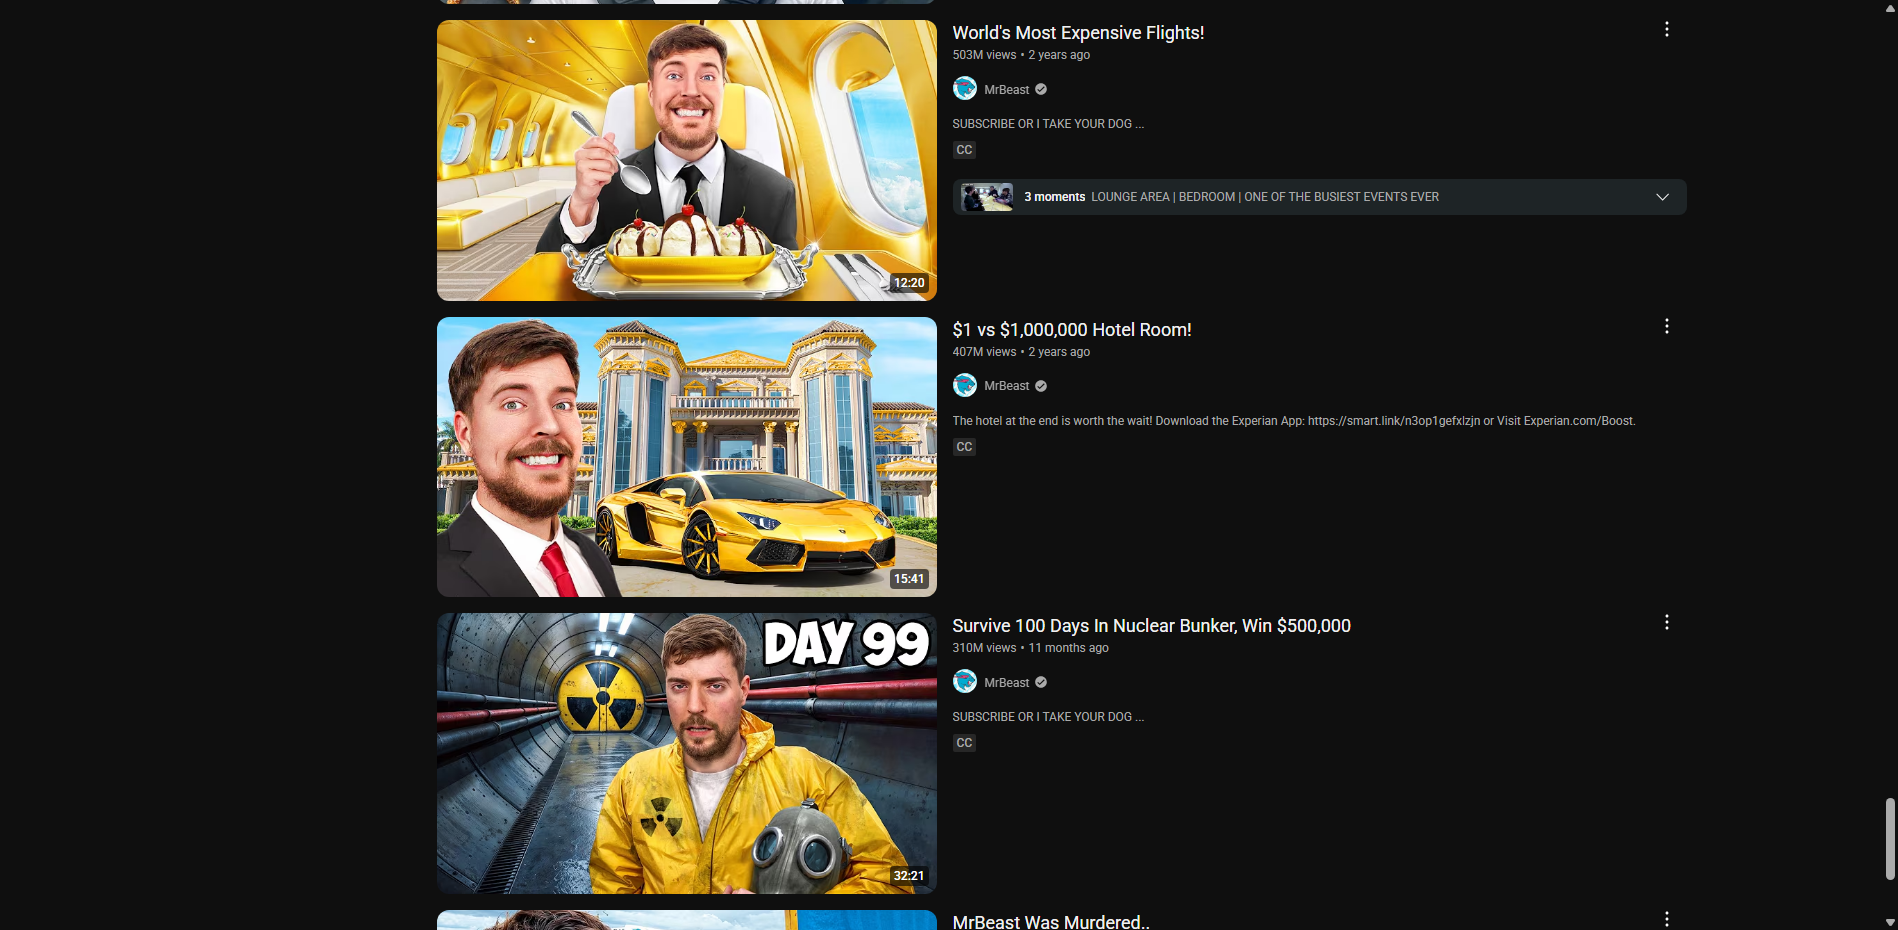 World's Most Expensive Flights!
503M views • 2 years ago
MrBeast
SUBSCRIBE OR I TAKE YOUR DOG ...
CC
3 moments LOUNGE AREA | BEDROOM | ONE OF THE BUSIEST EVENTS EVER
12:20
$1 vs $1,000,000 Hotel Room!
407M views • 2 years ago
MrBeast
The hotel at the end is worth the wait! Download the Experian App: https://smart.link/n3op1gefxlzjn or Visit Experian.com/Boost.
CC
15:41
DAY 99
Survive 100 Days In Nuclear Bunker, Win $500,000
310M views • 11 months ago
MrBeast
SUBSCRIBE OR I TAKE YOUR DOG ...
CC
32:21
MrBeast Was Murdered..